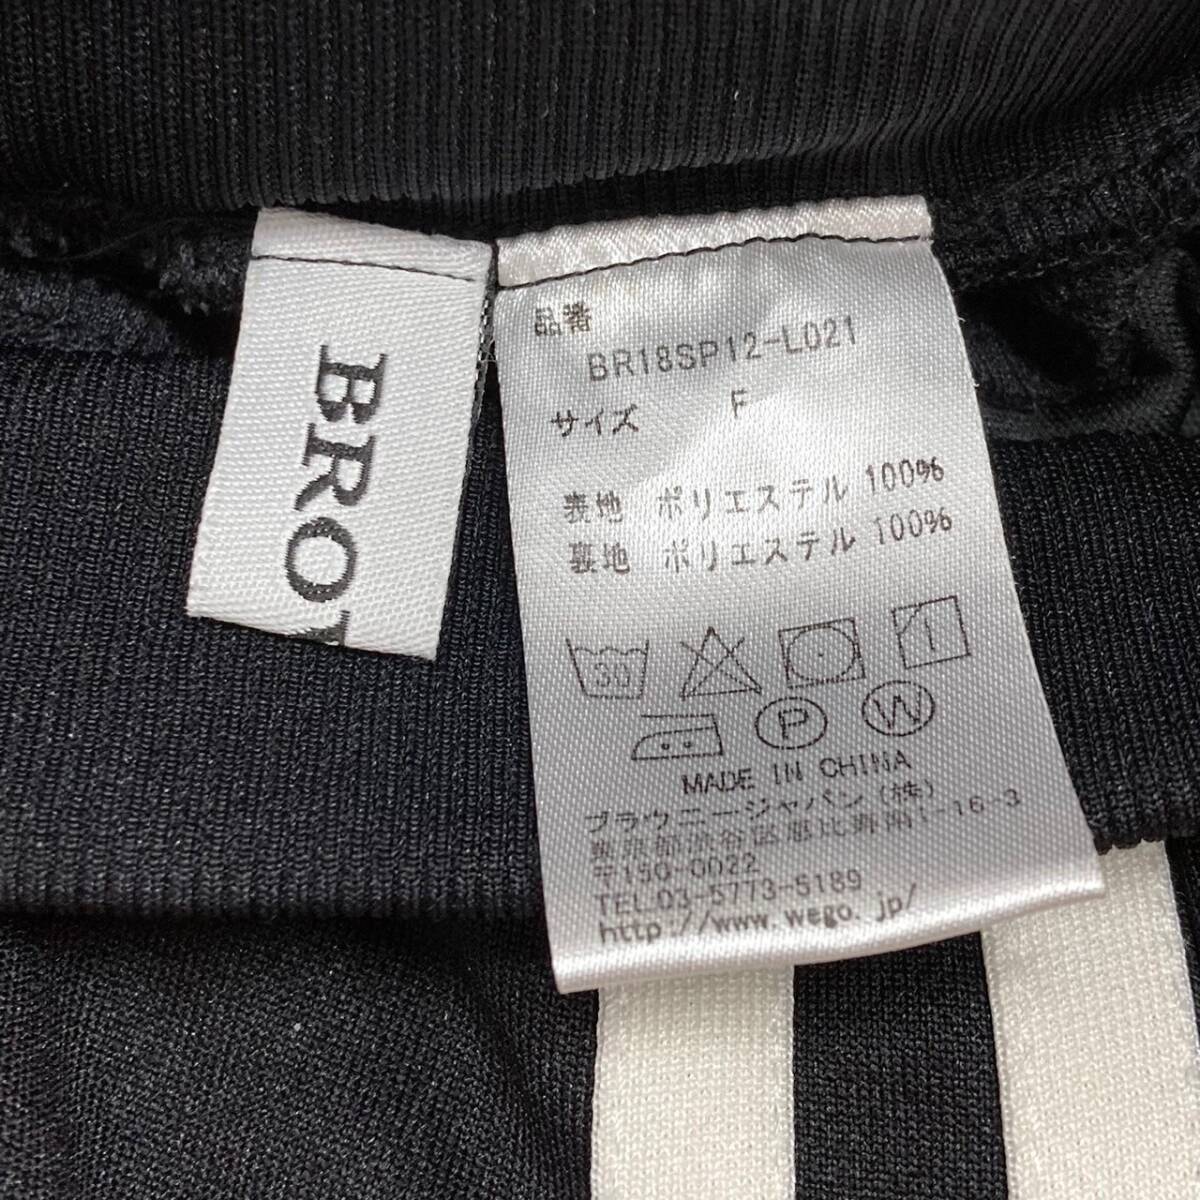 BRO
品番
BR18SP12-L021
サイズ F
表地 ポリエステル 100%
裏地 ポリエステル 100%
30
P W
MADE IN CHINA
ブラウニージャパン(株)
東京都渋谷区恵比寿南1-16-3
〒150-0022
TEL.03-5773-5189
http://www.wego.jp/